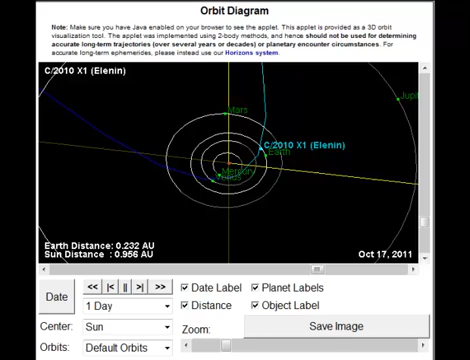 Orbit Diagram
Note: Make sure you have Java enabled on your browser to see the applet. This applet is provided as a 3D orbit
visualization tool. The applet was implemented using 2-body methods, and hence should not be used for determining
accurate long-term trajectories (over several years or decades) or planetary encounter circumstances. For
accurate long-term ephemerides, please instead use our Horizons system.
C/2010 X1 (Elenin)
Mars
Jupit
C/2010 X1 (Elenin)
Earth
Mercury
Earth Distance: 0.232 AU
Sun Distance : 0.956 AU
Oct 17, 2011
Date
<< |< || >| >>
Date Label
Planet Labels
1 Day
Distance
Object Label
Center:
Sun
Zoom:
Save Image
Orbits:
Default Orbits